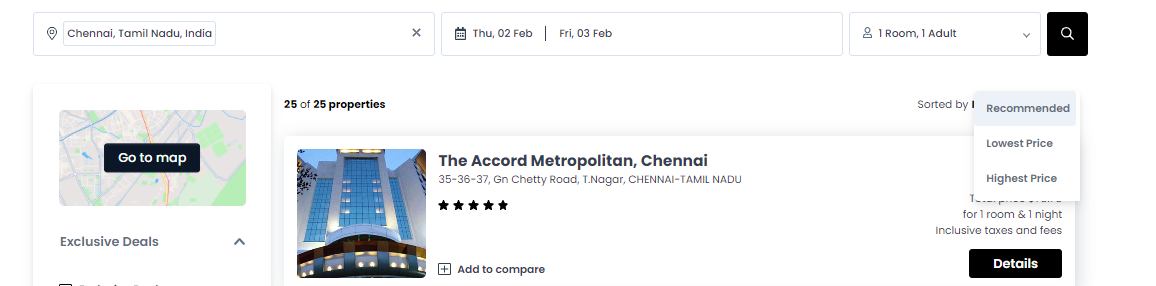 Chennai, Tamil Nadu, India
Thu, 02 Feb
Fri, 03 Feb
1 Room, 1 Adult
Go to map
Exclusive Deals
25 of 25 properties
Sorted by
Recommended
Lowest Price
Highest Price
The Accord Metropolitan, Chennai
35-36-37, Gn Chetty Road, T.Nagar, CHENNAI-TAMIL NADU
for 1 room & 1 night
Inclusive taxes and fees
Add to compare
Details